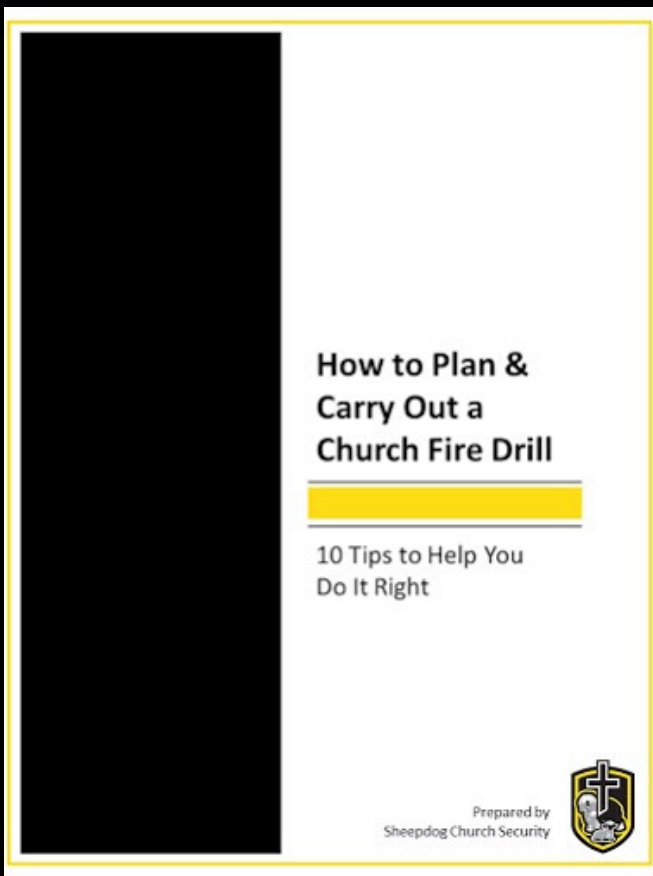 How to Plan &
Carry Out a
Church Fire Drill
10 Tips to Help You
Do It Right
Prepared by
Sheepdog Church Security